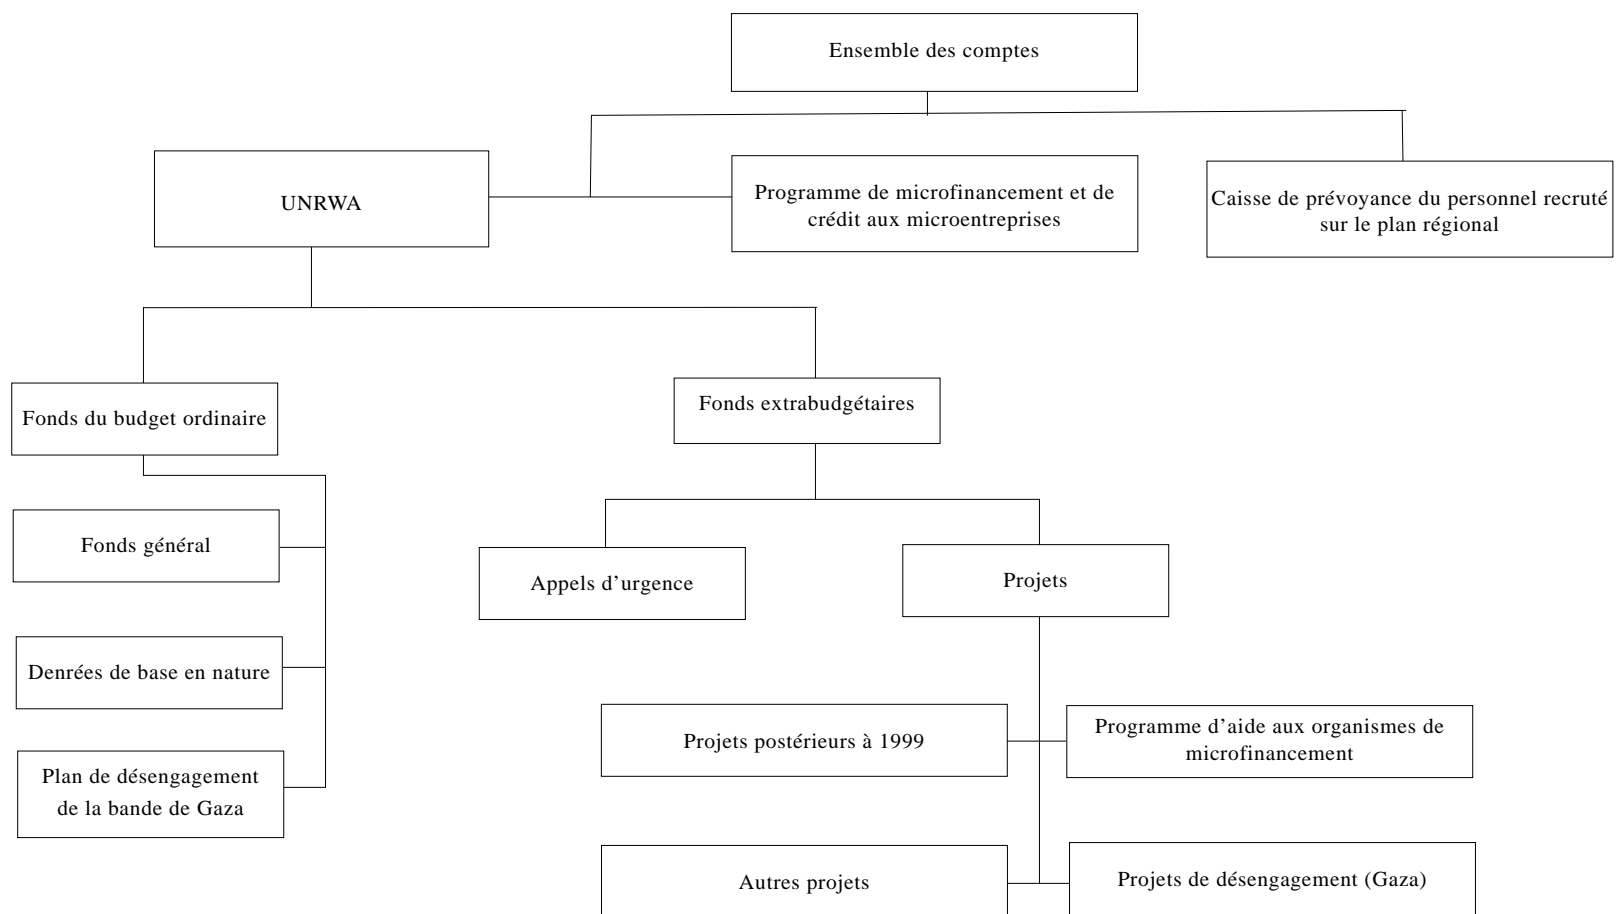 Ensemble des comptes
UNRWA
Programme de microfinancement et de
crédit aux microentreprises
Caisse de prévoyance du personnel recruté
sur le plan régional
Fonds du budget ordinaire
Fonds extrabudgétaires
Fonds général
Appels d’urgence
Projets
Denrées de base en nature
Projets postérieurs à 1999
Programme d’aide aux organismes de
microfinancement
Plan de désengagement
de la bande de Gaza
Autres projets
Projets de désengagement (Gaza)